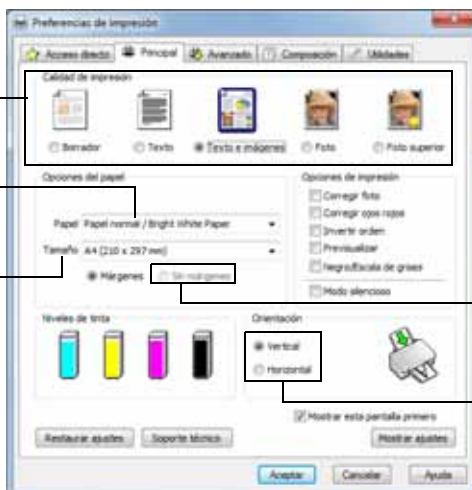 Preferencias de impresión
Acceso directo Principal Avanzado Composición Utilidades
Calidad de impresión
Borrador Texto Texto e imágenes Foto Foto superior
Opciones del papel
Papel Papel normal / Bright White Paper
Tamaño A4 (210 x 297 mm)
Márgenes Sin márgenes
Opciones de impresión
Corregir foto
Corregir ojos rojos
Invertir orden
Previsualizar
Negro/Escala de grises
Modo silencioso
Niveles de tinta
Orientación
Vertical
Horizontal
Mostrar esta pantalla primero
Restaurar ajustes Soporte técnico Mostrar ajustes
Aceptar Cancelar Ayuda